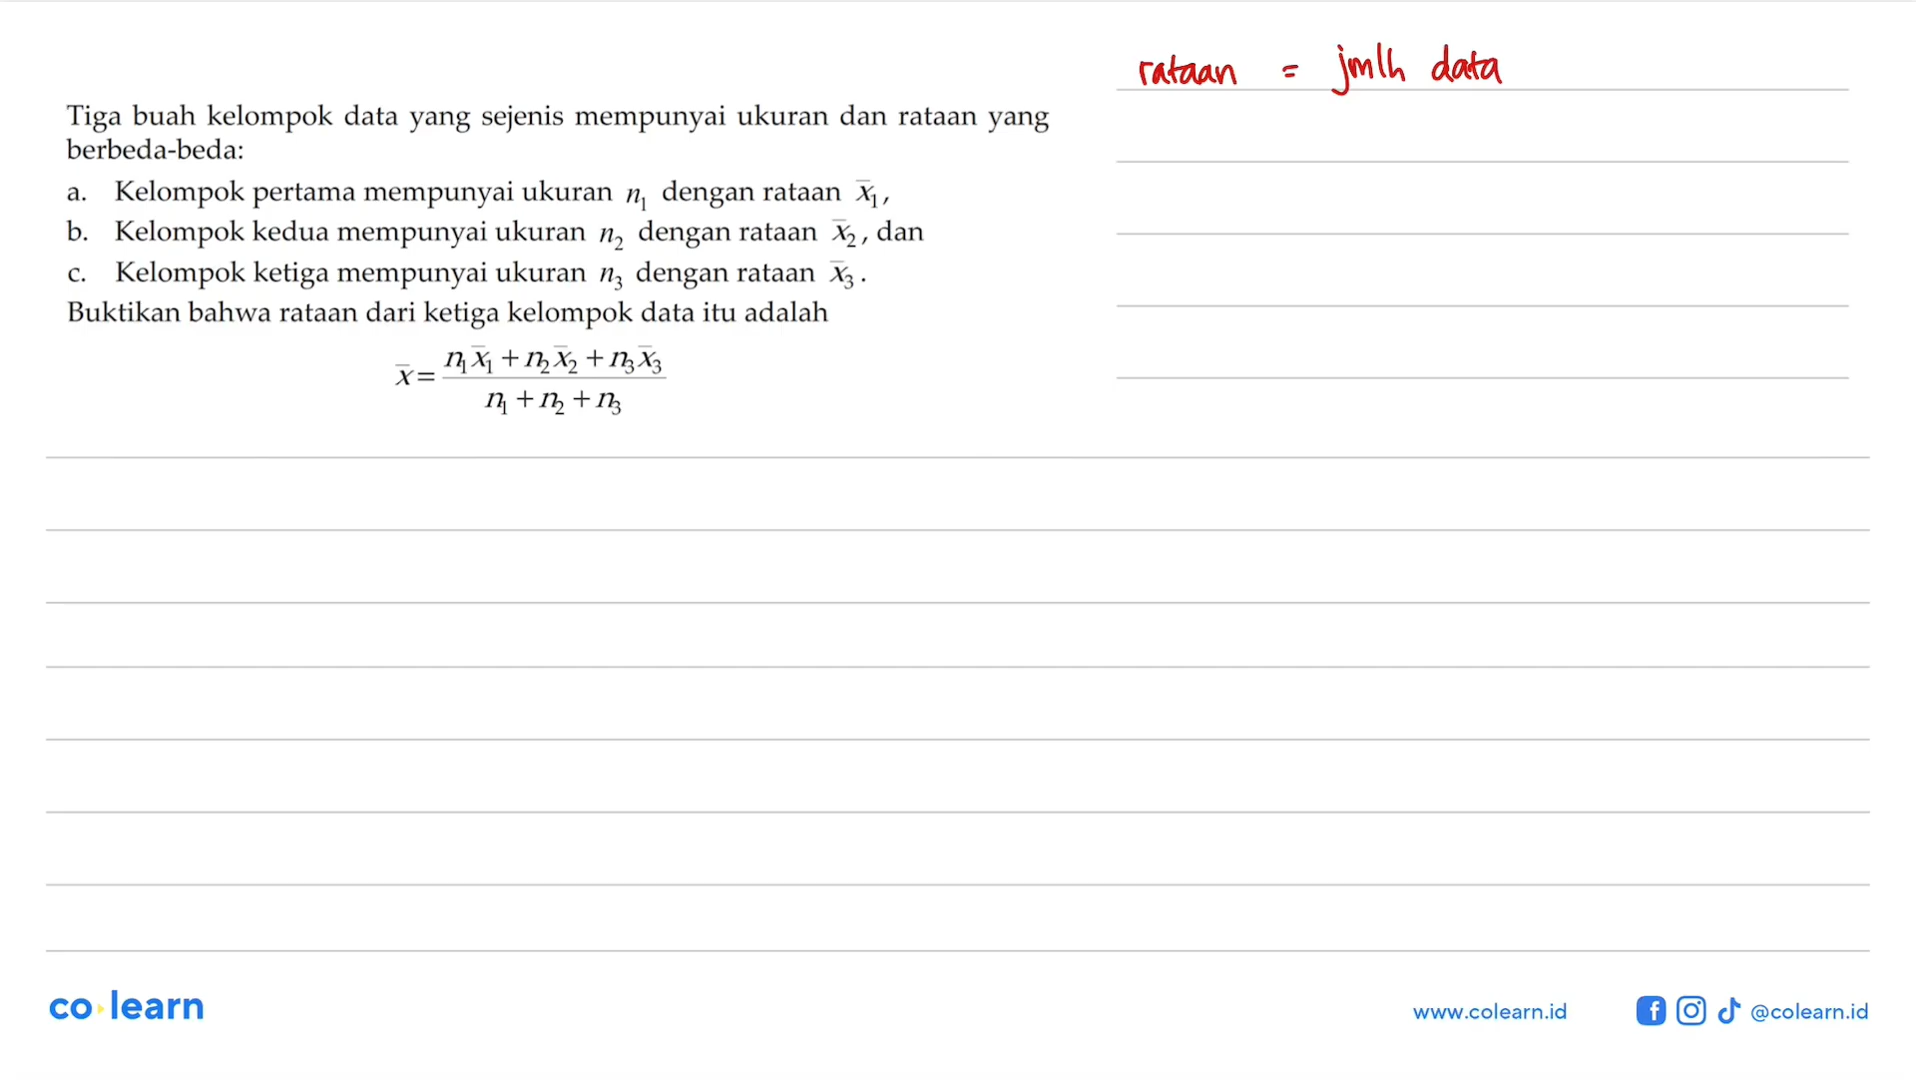 rataan = jmlh data
Tiga buah kelompok data yang sejenis mempunyai ukuran dan rataan yang
berbeda-beda:
a. Kelompok pertama mempunyai ukuran n₁ dengan rataan x̄₁,
b. Kelompok kedua mempunyai ukuran n₂ dengan rataan x̄₂, dan
c. Kelompok ketiga mempunyai ukuran n₃ dengan rataan x̄₃.
Buktikan bahwa rataan dari ketiga kelompok data itu adalah
x̄ = (n₁x̄₁ + n₂x̄₂ + n₃x̄₃) / (n₁ + n₂ + n₃)
co learn
www.colearn.id
@colearn.id